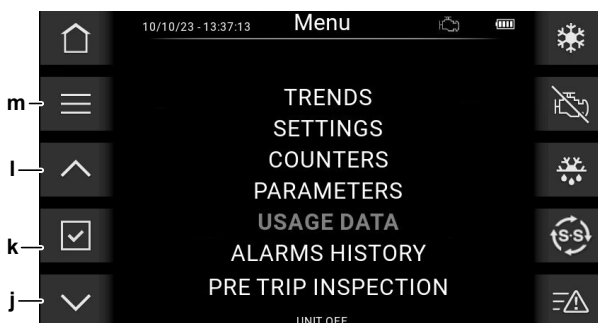 10/10/23 - 13:37:13 Menu
m
TRENDS
SETTINGS
l
COUNTERS
PARAMETERS
USAGE DATA
S-S
k
ALARMS HISTORY
PRE TRIP INSPECTION
j
UNIT OFF